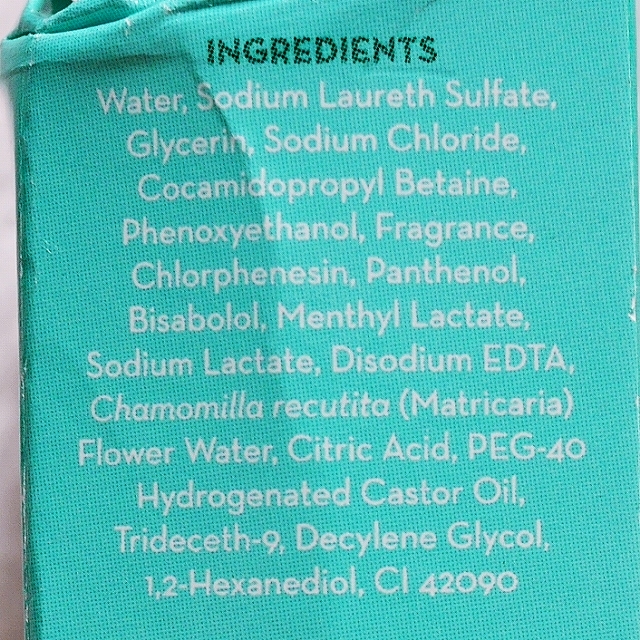 INGREDIENTS
Water, Sodium Laureth Sulfate,
Glycerin, Sodium Chloride,
Cocamidopropyl Betaine,
Phenoxyethanol, Fragrance,
Chlorphenesin, Panthenol,
Bisabolol, Menthyl Lactate,
Sodium Lactate, Disodium EDTA,
Chamomilla recutita (Matricaria)
Flower Water, Citric Acid, PEG-40
Hydrogenated Castor Oil,
Trideceth-9, Decylene Glycol,
1,2-Hexanediol, CI 42090